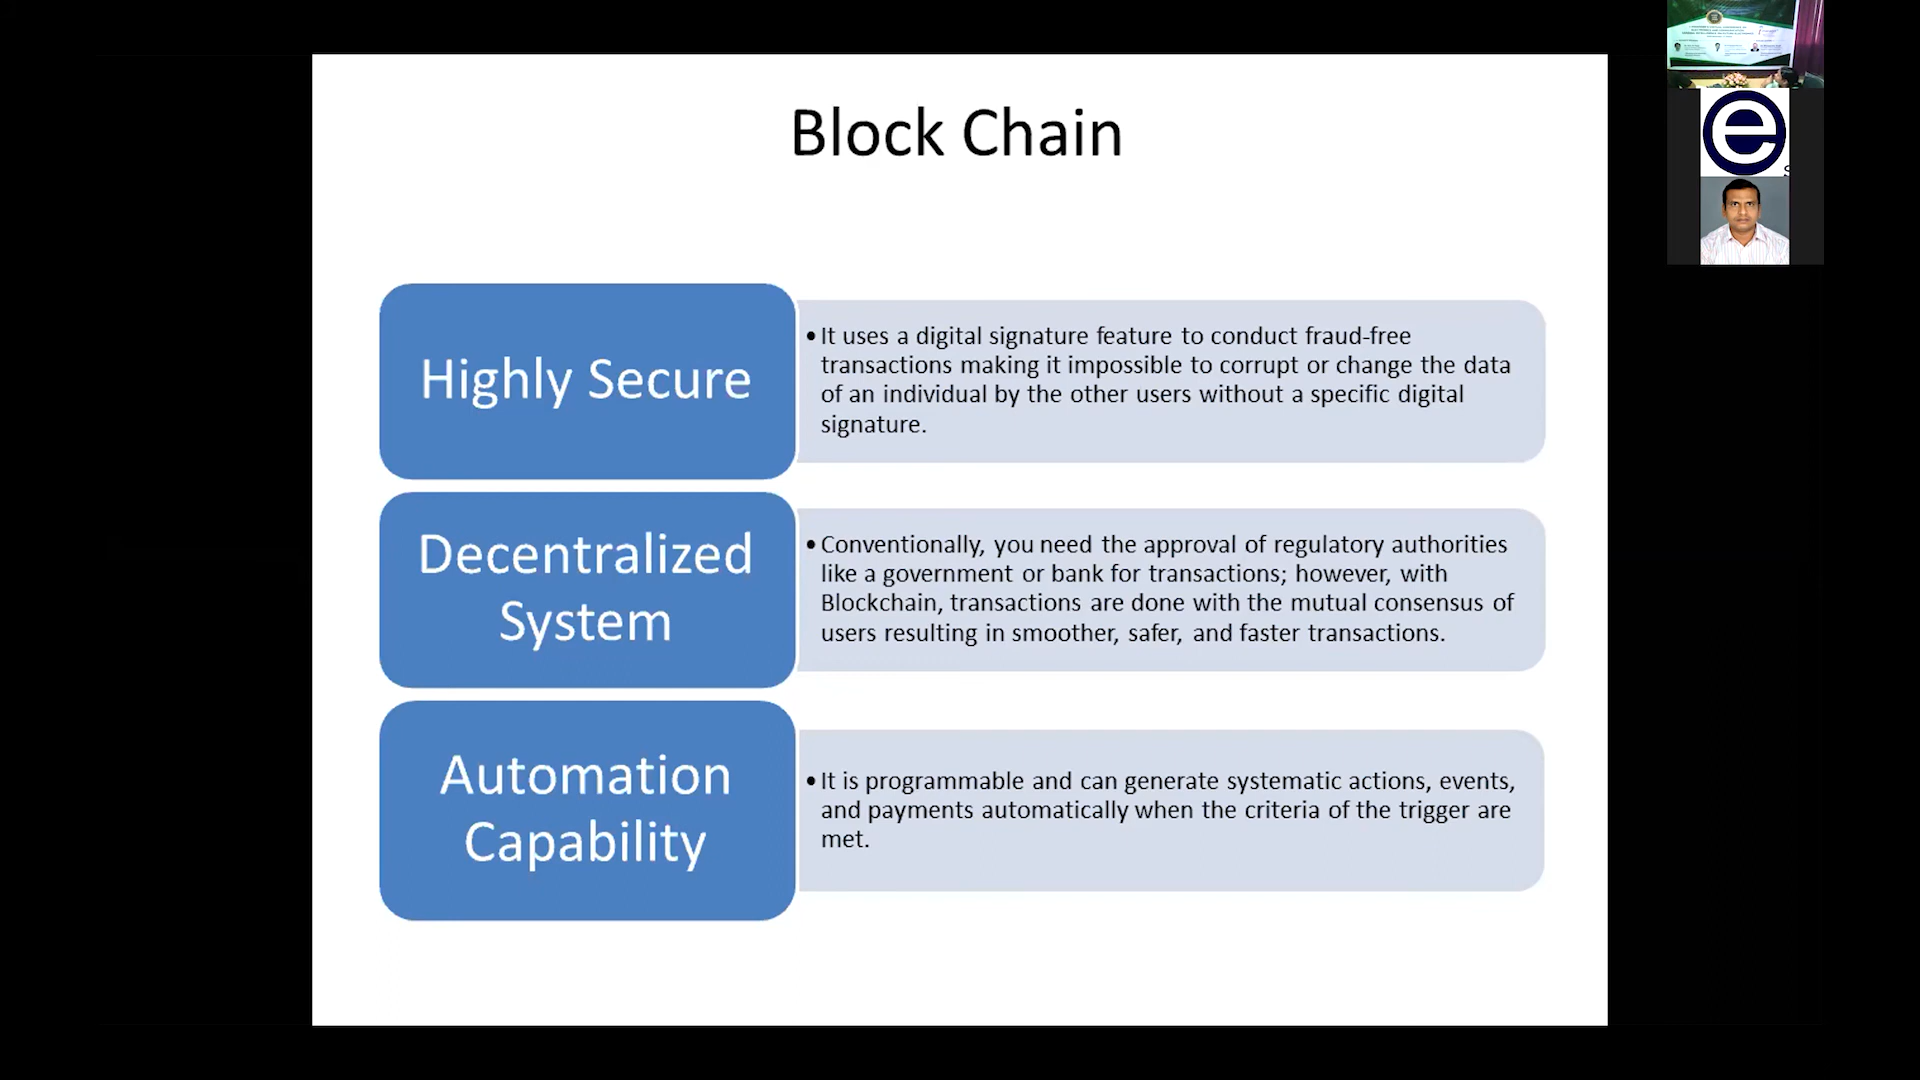 Block Chain
Highly Secure
•It uses a digital signature feature to conduct fraud-free
transactions making it impossible to corrupt or change the data
of an individual by the other users without a specific digital
signature.
Decentralized
System
•Conventionally, you need the approval of regulatory authorities
like a government or bank for transactions; however, with
Blockchain, transactions are done with the mutual consensus of
users resulting in smoother, safer, and faster transactions.
Automation
Capability
•It is programmable and can generate systematic actions, events,
and payments automatically when the criteria of the trigger are
met.
e